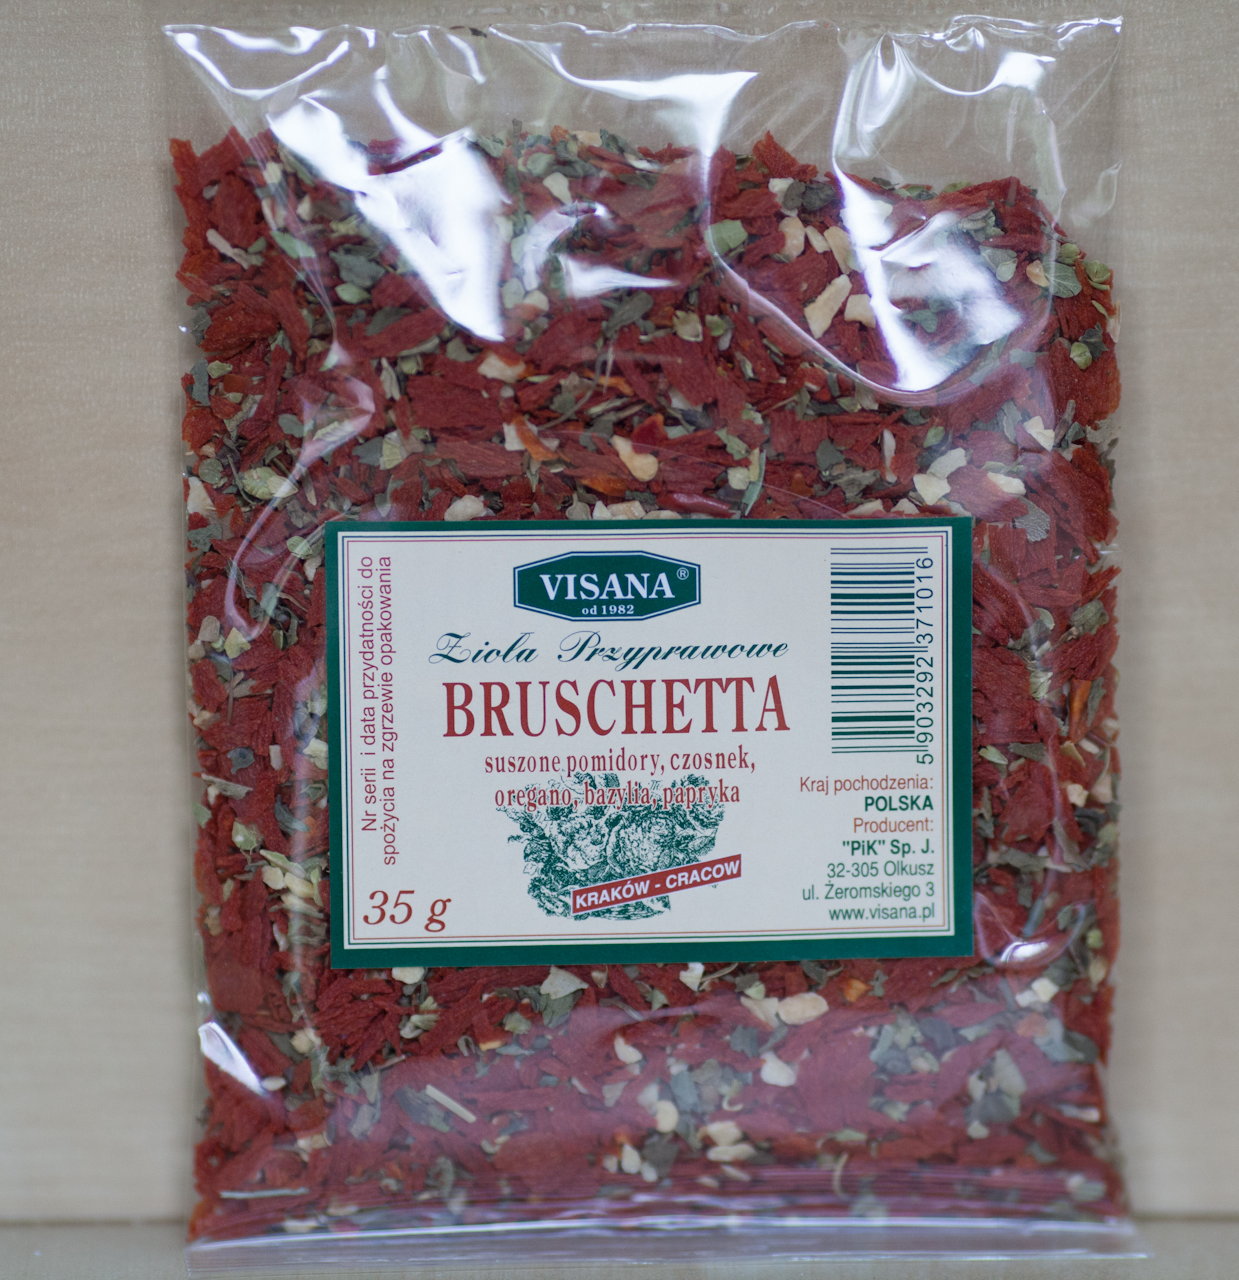 VISANA®
od 1982
Zioła Przyprawowe
BRUSCHETTA
suszone pomidory, czosnek,
oregano, bazylia, papryka
KRAKÓW - CRACOW
35 g
Nr serii i data przydatności do
spożycia na zgrzewie opakowania
5 903292 371016
Kraj pochodzenia:
POLSKA
Producent:
"PiK" Sp. J.
32-305 Olkusz
ul. Żeromskiego 3
www.visana.pl